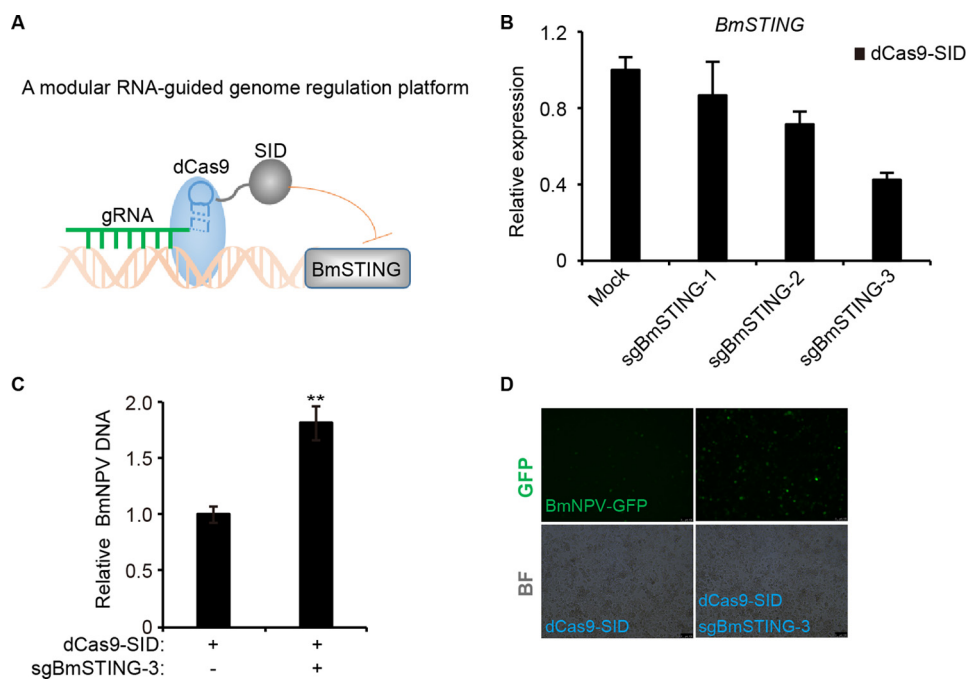 A
A modular RNA-guided genome regulation platform
SID
dCas9
gRNA
BmSTING
B
BmSTING
dCas9-SID
Relative expression
1.2
0.8
0.4
0
Mock
sgBmSTING-1
sgBmSTING-2
sgBmSTING-3
C
Relative BmNPV DNA
2.0
1.5
1.0
0.5
0
**
dCas9-SID: + +
sgBmSTING-3: - +
D
GFP
BmNPV-GFP
BF
dCas9-SID
dCas9-SID
sgBmSTING-3